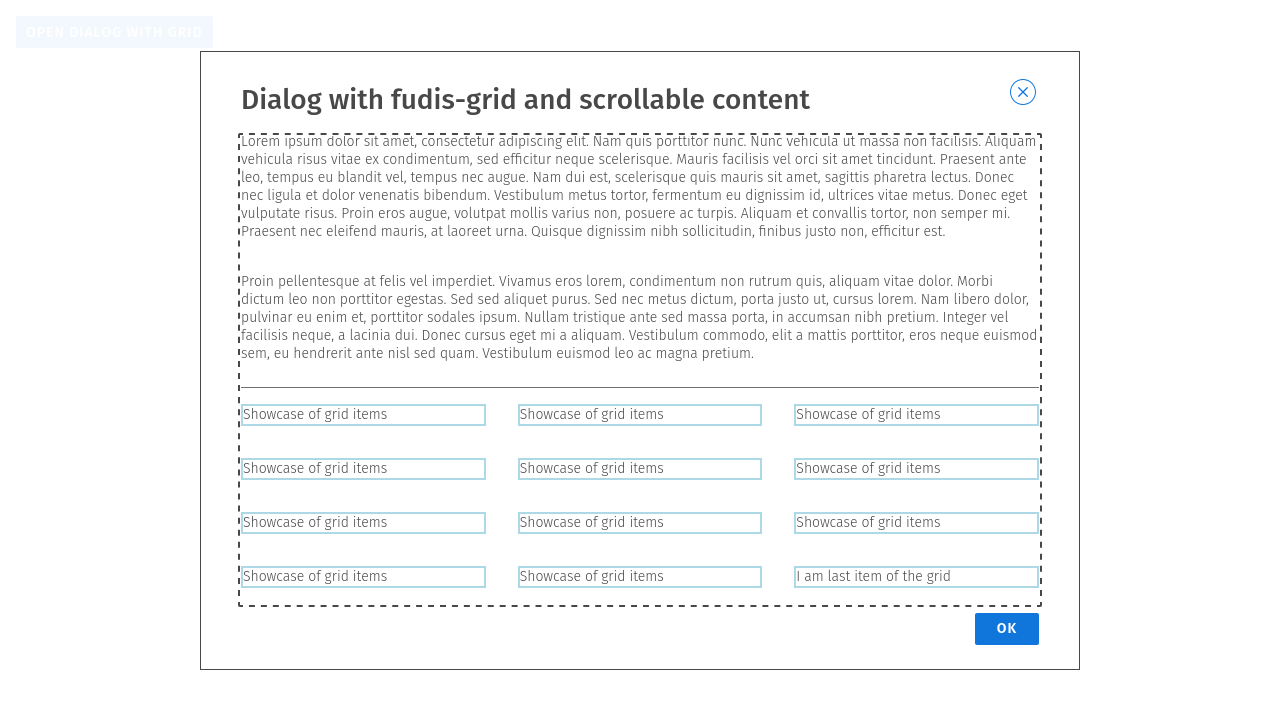 OPEN DIALOG WITH GRID
Dialog with fudis-grid and scrollable content
Lorem ipsum dolor sit amet, consectetur adipiscing elit. Nam quis porttitor nunc. Nunc vehicula ut massa non facilisis. Aliquam
vehicula risus vitae ex condimentum, sed efficitur neque scelerisque. Mauris facilisis vel orci sit amet tincidunt. Praesent ante
leo, tempus eu blandit vel, tempus nec augue. Nam dui est, scelerisque quis mauris sit amet, sagittis pharetra lectus. Donec
nec ligula et dolor venenatis bibendum. Vestibulum metus tortor, fermentum eu dignissim id, ultrices vitae metus. Donec eget
vulputate risus. Proin eros augue, volutpat mollis varius non, posuere ac turpis. Aliquam et convallis tortor, non semper mi.
Praesent nec eleifend mauris, at laoreet urna. Quisque dignissim nibh sollicitudin, finibus justo non, efficitur est.
Proin pellentesque at felis vel imperdiet. Vivamus eros lorem, condimentum non rutrum quis, aliquam vitae dolor. Morbi
dictum leo non porttitor egestas. Sed sed aliquet purus. Sed nec metus dictum, porta justo ut, cursus lorem. Nam libero dolor,
pulvinar eu enim et, porttitor sodales ipsum. Nullam tristique ante sed massa porta, in accumsan nibh pretium. Integer vel
facilisis neque, a lacinia dui. Donec cursus eget mi a aliquam. Vestibulum commodo, elit a mattis porttitor, eros neque euismod
sem, eu hendrerit ante nisl sed quam. Vestibulum euismod leo ac magna pretium.
Showcase of grid items
Showcase of grid items
Showcase of grid items
Showcase of grid items
Showcase of grid items
Showcase of grid items
Showcase of grid items
Showcase of grid items
Showcase of grid items
Showcase of grid items
Showcase of grid items
I am last item of the grid
OK